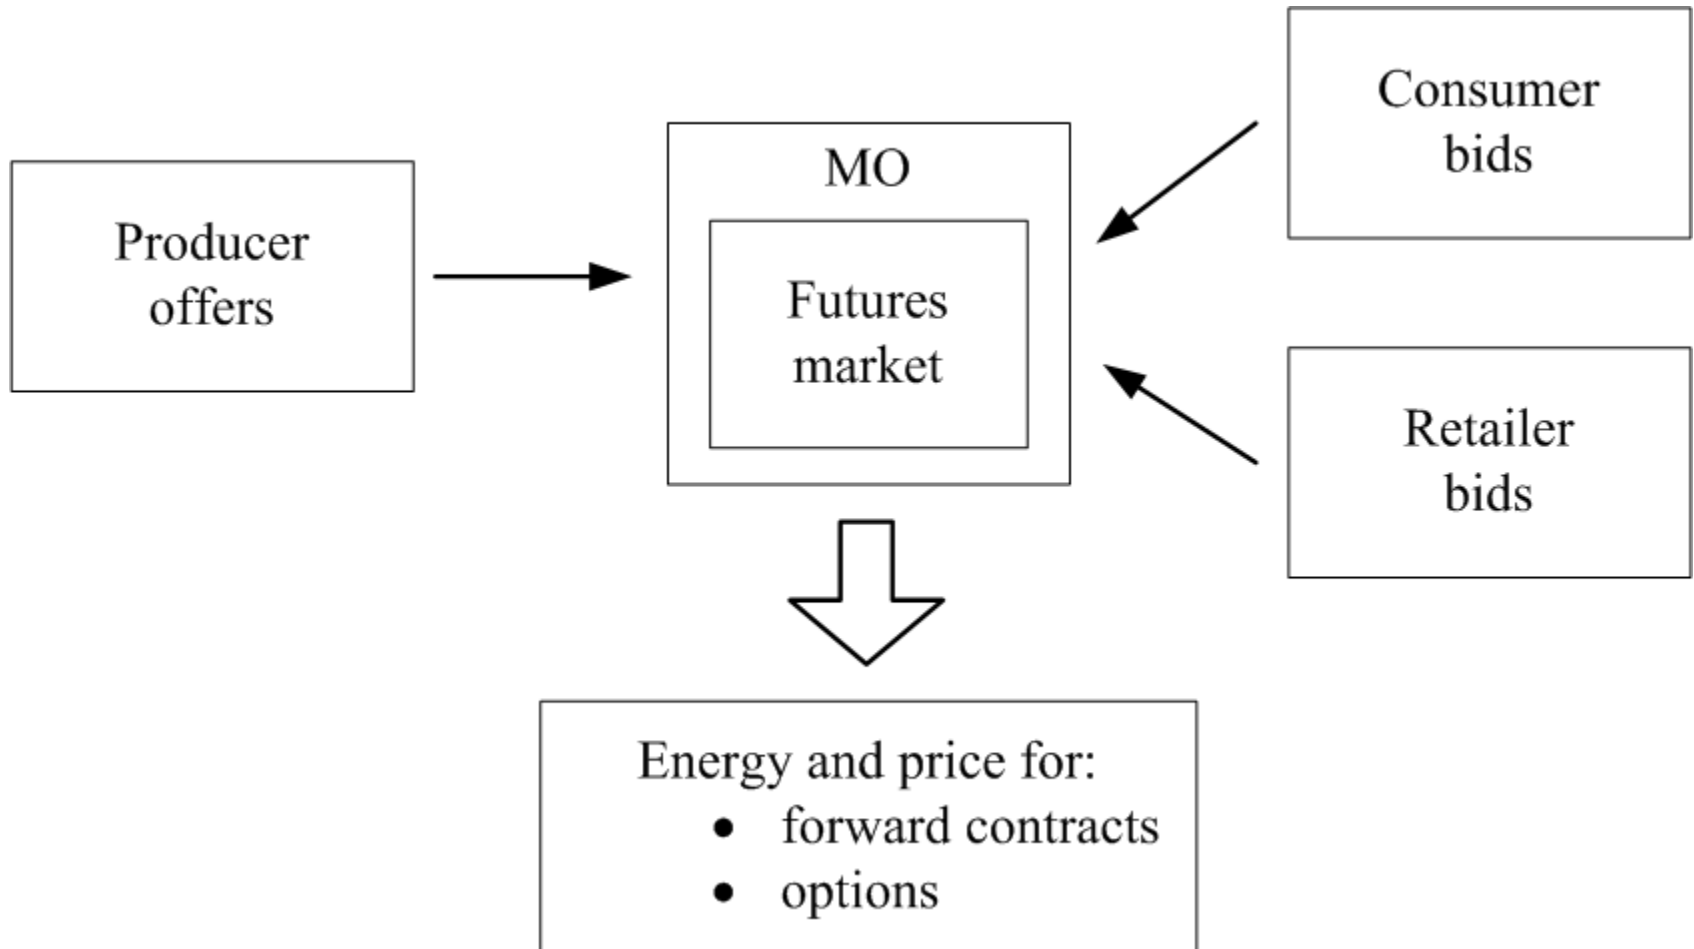 Producer
offers
MO
Futures
market
Consumer
bids
Retailer
bids
Energy and price for:
• forward contracts
• options